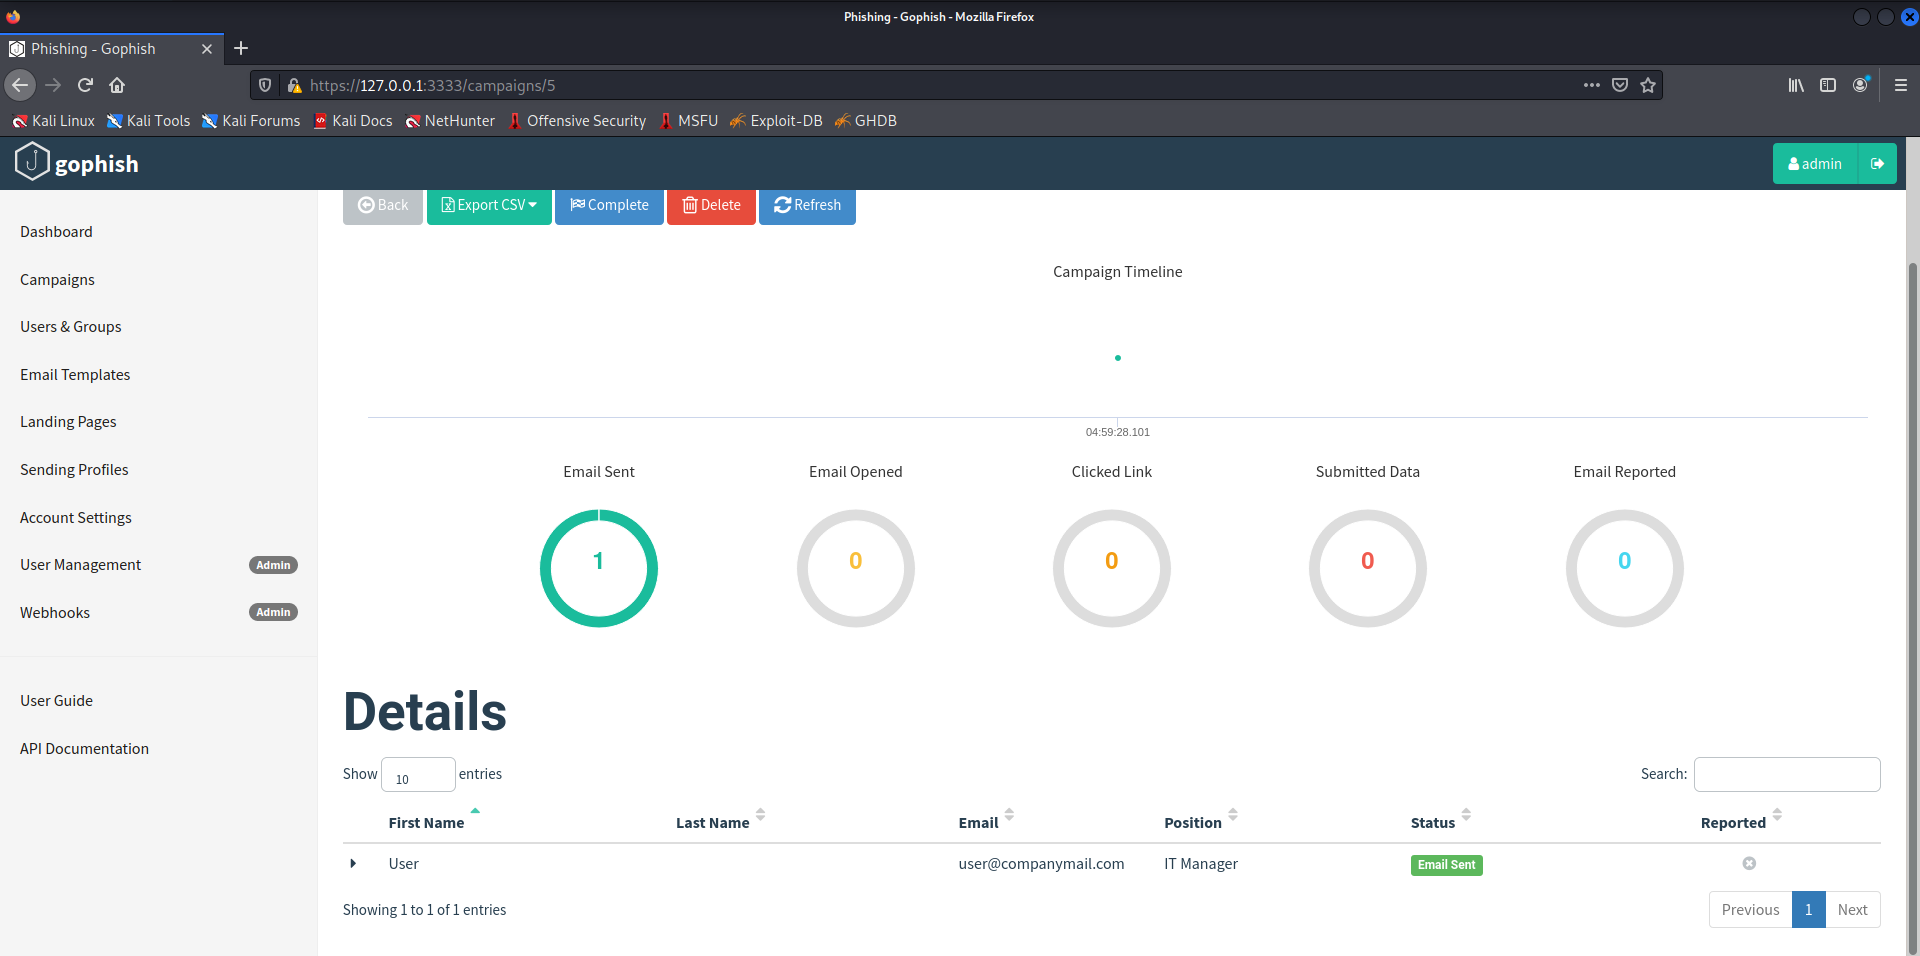 Phishing - Gophish - Mozilla Firefox
Phishing - Gophish
https://127.0.0.1:3333/campaigns/5
Kali Linux Kali Tools Kali Forums Kali Docs NetHunter Offensive Security MSFU Exploit-DB GHDB
gophish
admin
Back Export CSV Complete Delete Refresh
Dashboard
Campaigns
Users & Groups
Email Templates
Landing Pages
Sending Profiles
Account Settings
User Management Admin
Webhooks Admin
User Guide
API Documentation
Campaign Timeline
04:59:28.101
Email Sent Email Opened Clicked Link Submitted Data Email Reported
1 0 0 0 0
Details
Show 10 entries Search:
First Name Last Name Email Position Status Reported
User user@companymail.com IT Manager Email Sent
Showing 1 to 1 of 1 entries Previous 1 Next